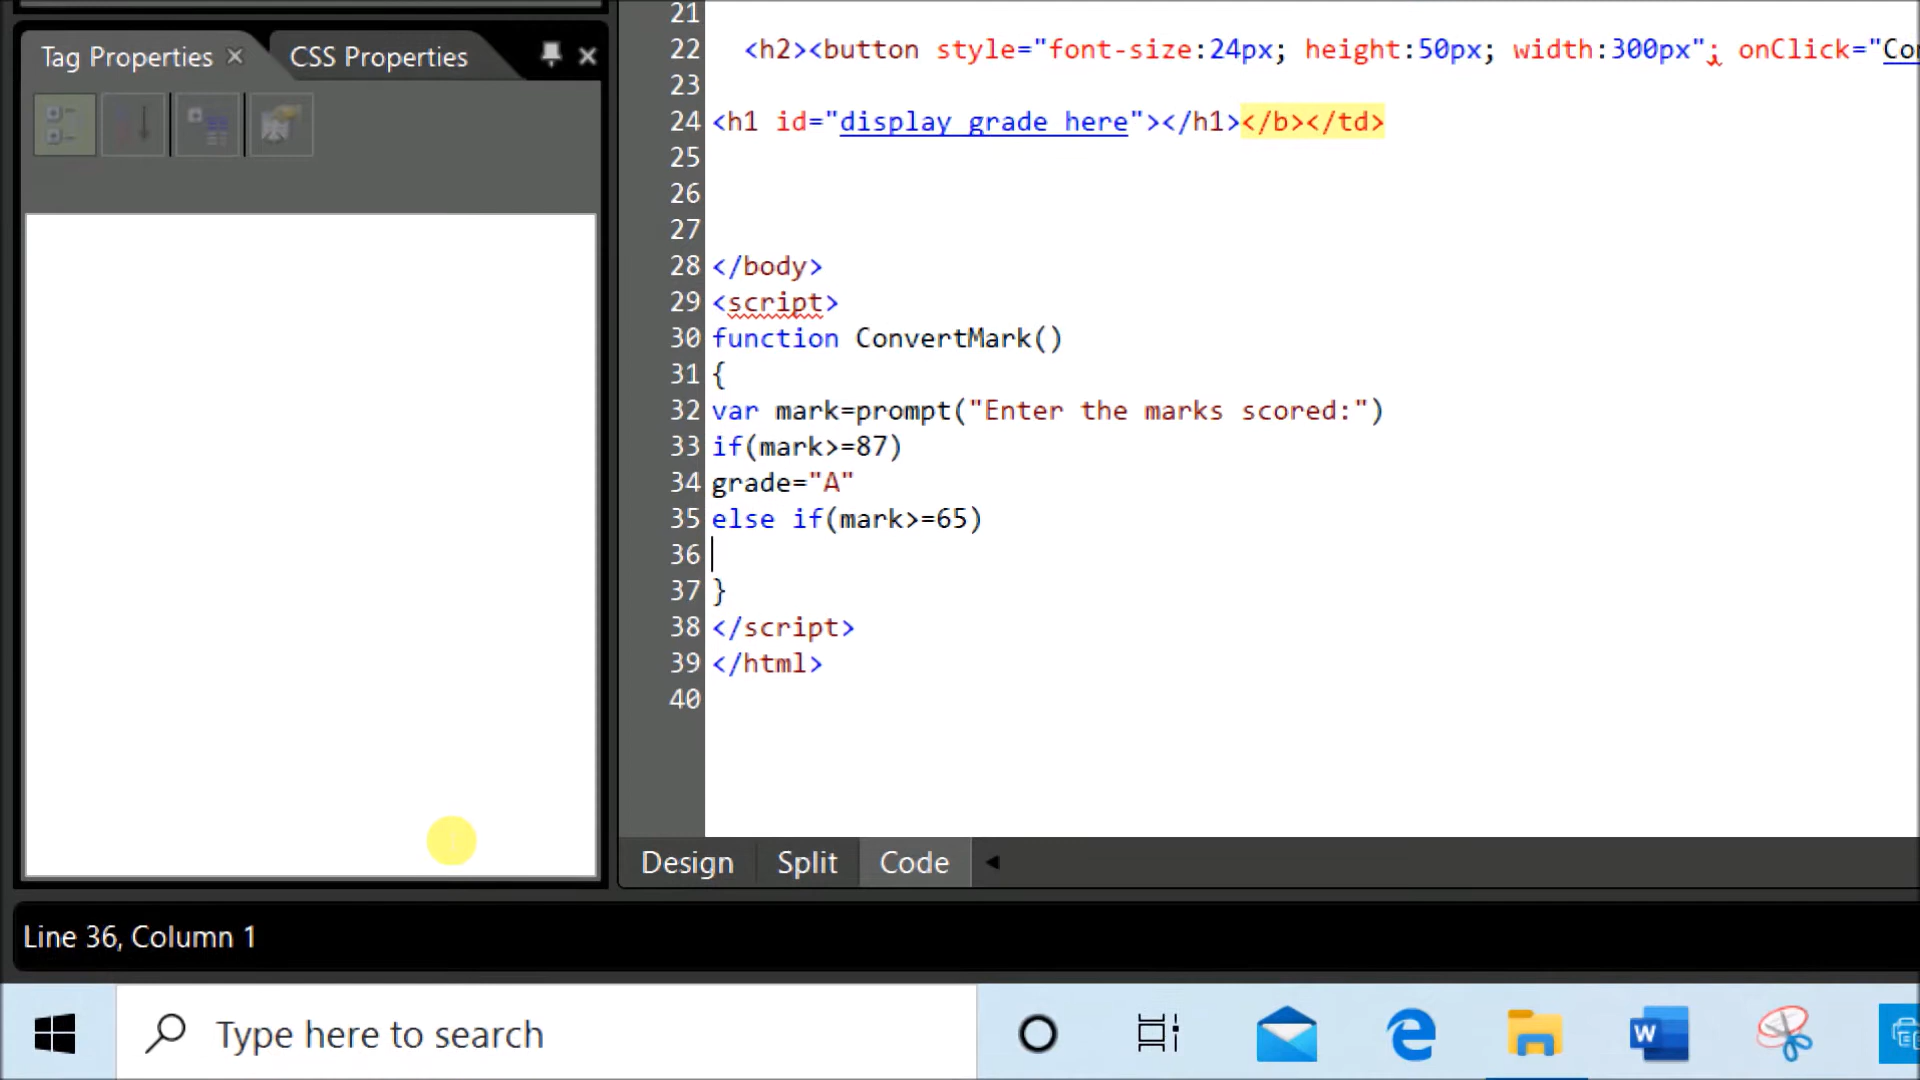 Tag Properties
CSS Properties
21
22 <h2><button style="font-size:24px; height:50px; width:300px"; onClick="Co
23
24 <h1 id="display grade here"></h1></b></td>
25
26
27
28 </body>
29 <script>
30 function ConvertMark()
31 {
32 var mark=prompt("Enter the marks scored:")
33 if(mark>=87)
34 grade="A"
35 else if(mark>=65)
36
37 }
38 </script>
39 </html>
40
Design Split Code
Line 36, Column 1
Type here to search